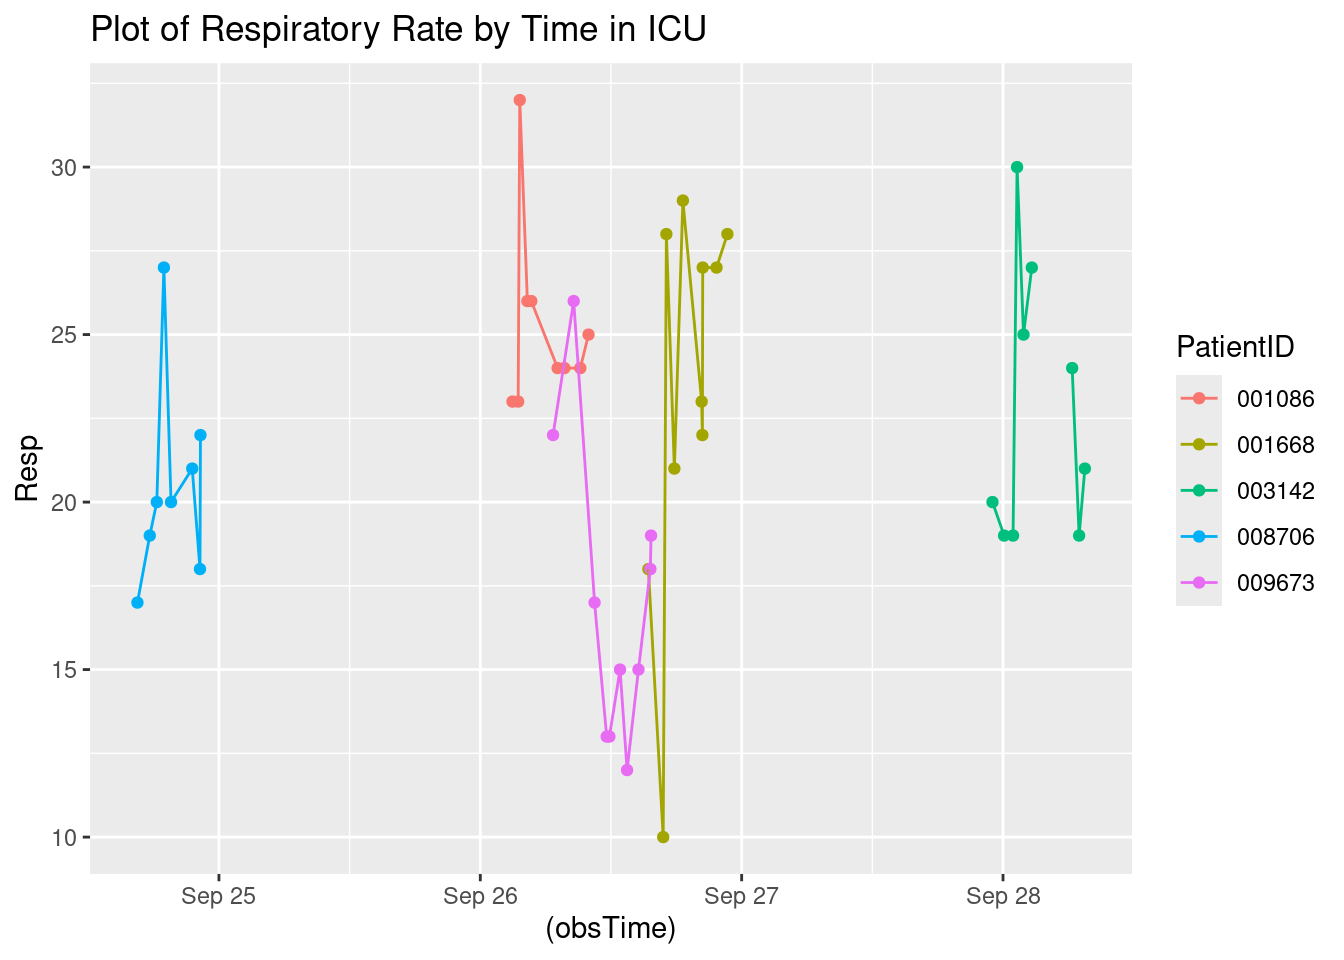 Plot of Respiratory Rate by Time in ICU
30
25
20
15
10
Resp
Sep 25
Sep 26
Sep 27
Sep 28
(obsTime)
PatientID
001086
001668
003142
008706
009673